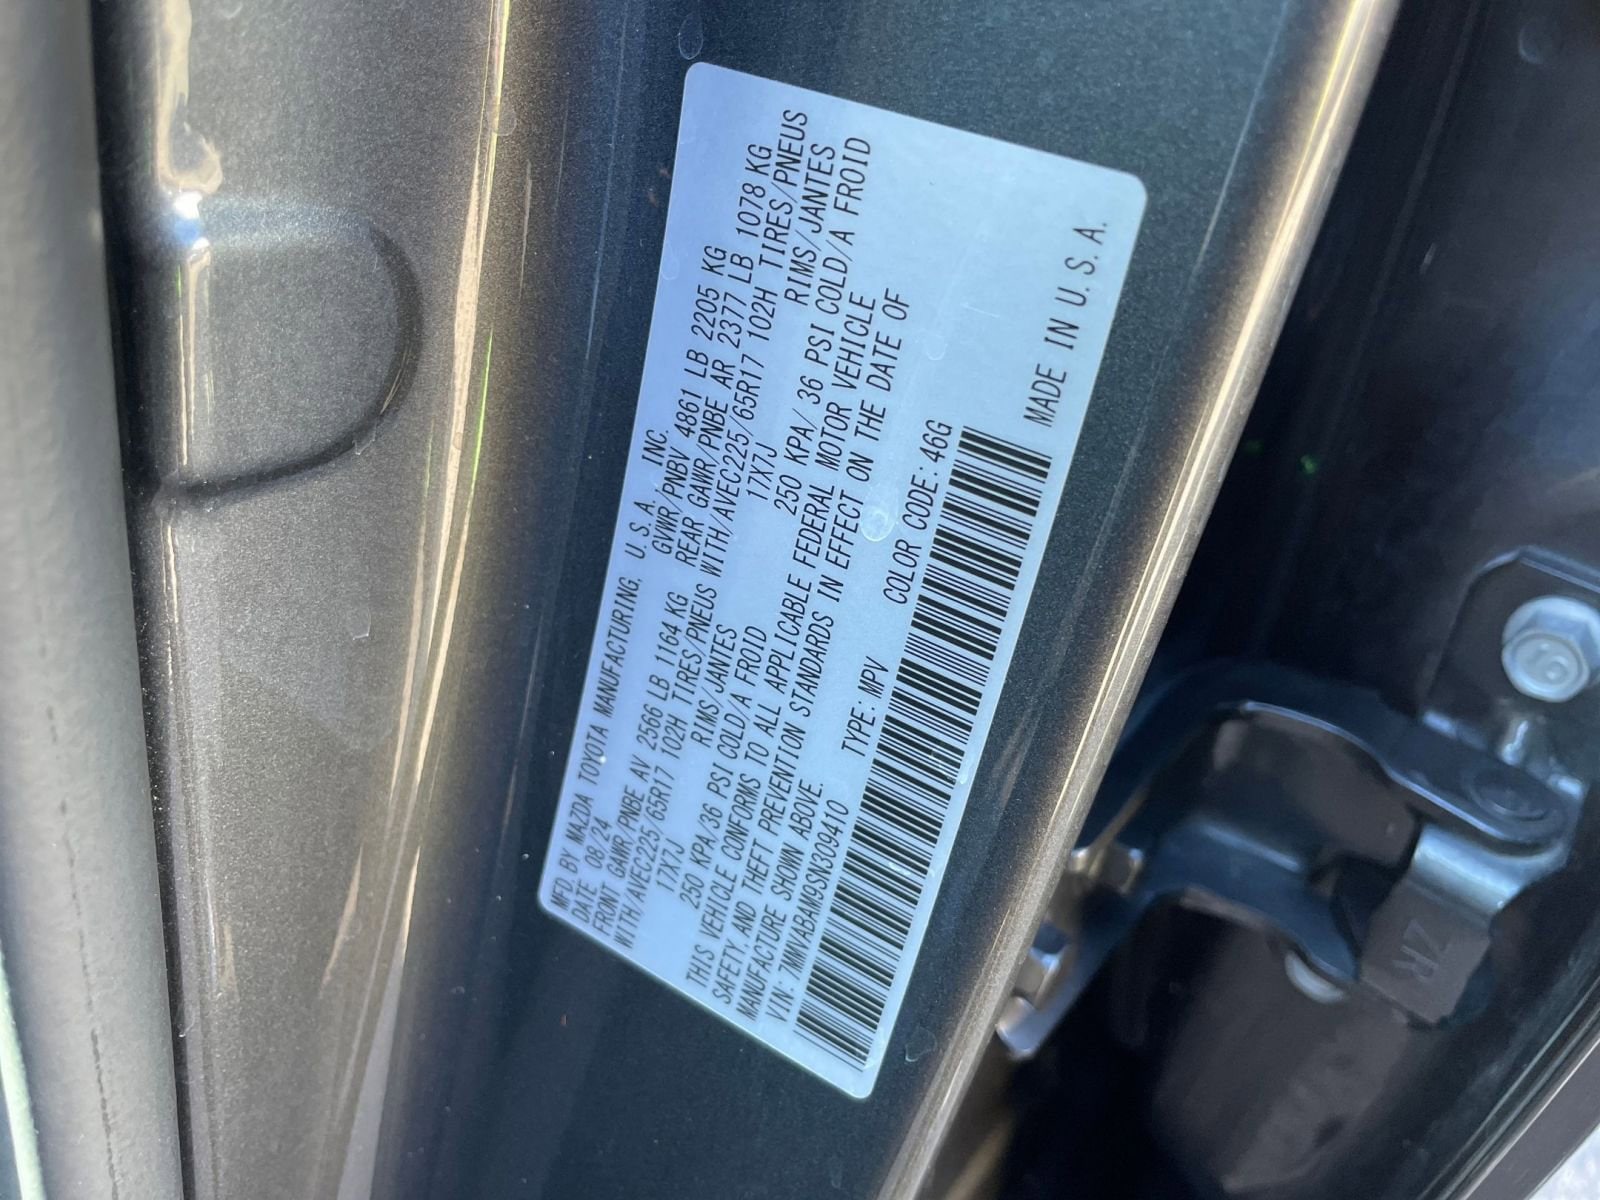 MFD. BY MAZDA TOYOTA MANUFACTURING, U.S.A. INC.
DATE 08/24 GVWR/PNBV 4861 LB 2205 KG
FRONT GAWR/PNBE AV 2566 LB 1164 KG REAR GAWR/PNBE AR 2377 LB 1078 KG
WITH/AVEC225/65R17 102H TIRES/PNEUS WITH/AVEC225/65R17 102H TIRES/PNEUS
17X7J RIMS/JANTES 17X7J RIMS/JANTES
250 KPA/36 PSI COLD/A FROID 250 KPA/ 36 PSI COLD/A FROID
THIS VEHICLE CONFORMS TO ALL APPLICABLE FEDERAL MOTOR VEHICLE
SAFETY, AND THEFT PREVENTION STANDARDS IN EFFECT ON THE DATE OF
MANUFACTURE SHOWN ABOVE.
VIN: 7MMVABAM9SN309410 TYPE: MPV COLOR CODE: 46G
MADE IN U.S.A.
ZR